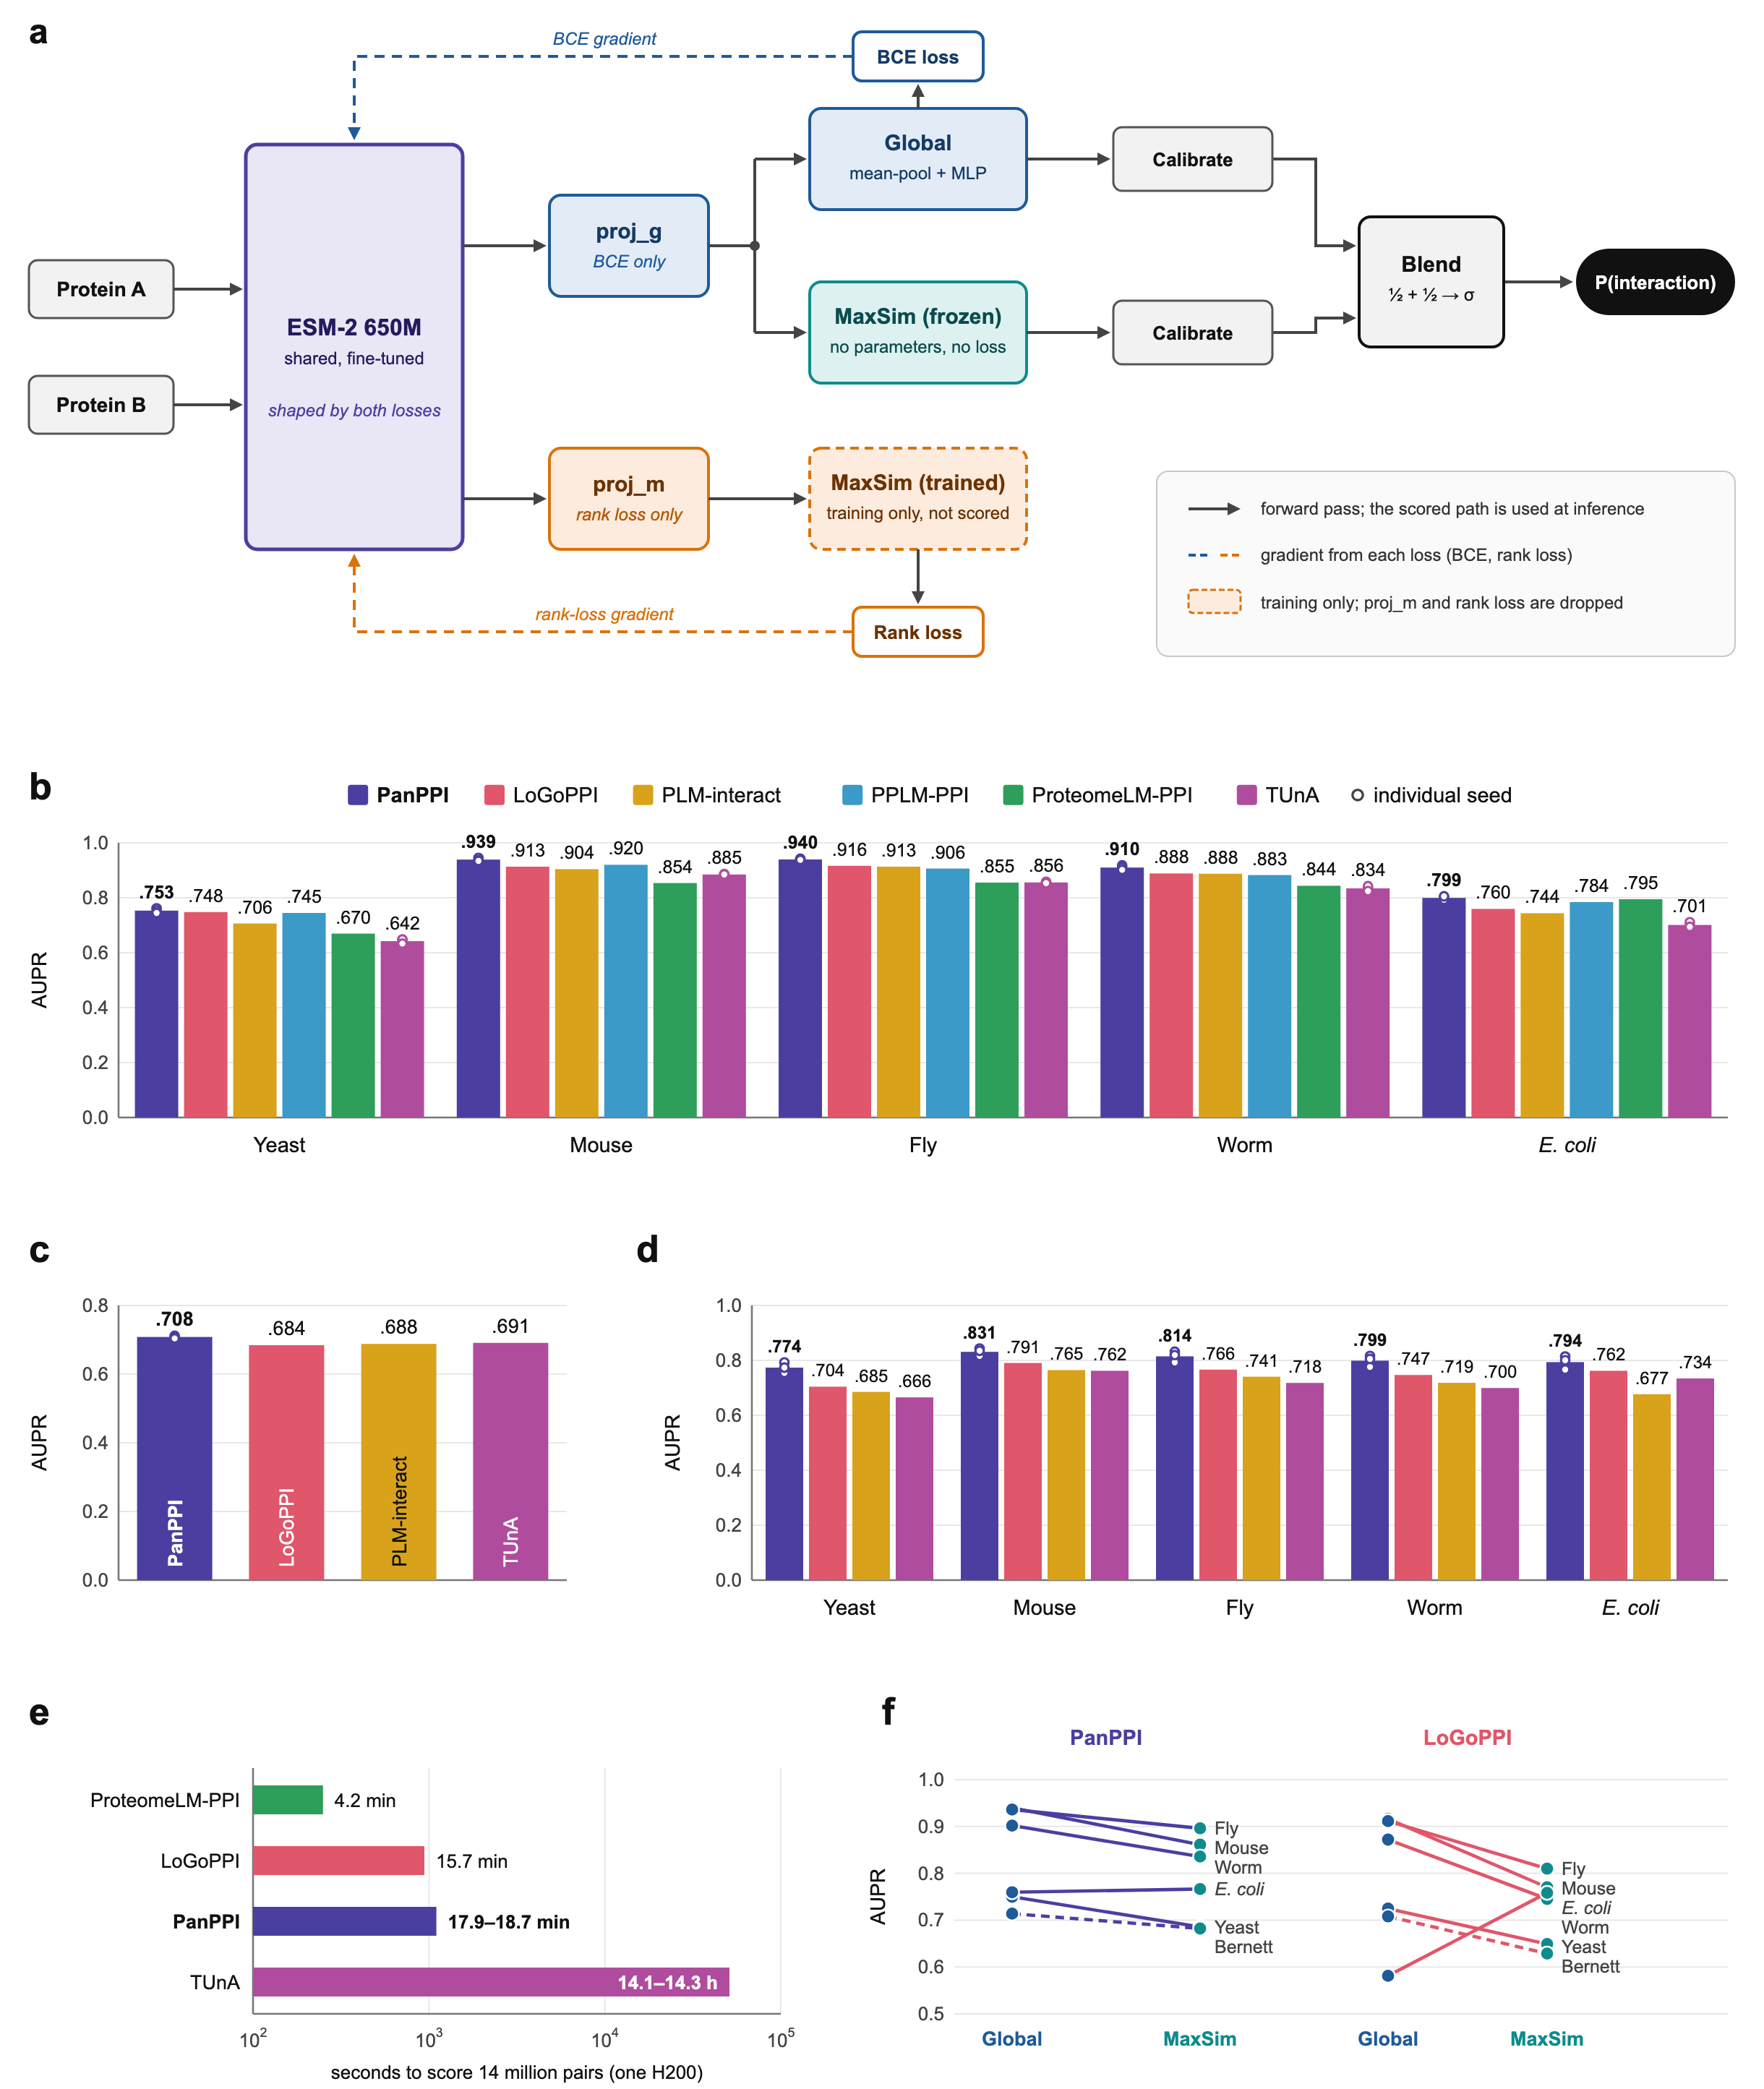 a
BCE gradient
BCE loss
Global
mean-pool + MLP
Calibrate
proj_g
BCE only
Protein A
ESM-2 650M
shared, fine-tuned
shaped by both losses
Protein B
MaxSim (frozen)
no parameters, no loss
Calibrate
Blend
½ + ½ → σ
P(interaction)
proj_m
rank loss only
MaxSim (trained)
training only, not scored
rank-loss gradient
Rank loss
forward pass; the scored path is used at inference
gradient from each loss (BCE, rank loss)
training only; proj_m and rank loss are dropped
b
PanPPI LoGoPPI PLM-interact PPLM-PPI ProteomeLM-PPI TUnA individual seed
AUPR
1.0
0.8
0.6
0.4
0.2
0.0
.753 .748 .706 .745 .670 .642
.939 .913 .904 .920 .854 .885
.940 .916 .913 .906 .855 .856
.910 .888 .888 .883 .844 .834
.799 .760 .744 .784 .795 .701
Yeast Mouse Fly Worm E. coli
c
AUPR
0.8
0.6
0.4
0.2
0.0
.708 .684 .688 .691
PanPPI
LoGoPPI
PLM-interact
TUnA
d
AUPR
1.0
0.8
0.6
0.4
0.2
0.0
.774 .704 .685 .666
.831 .791 .765 .762
.814 .766 .741 .718
.799 .747 .719 .700
.794 .762 .677 .734
Yeast Mouse Fly Worm E. coli
e
ProteomeLM-PPI 4.2 min
LoGoPPI 15.7 min
PanPPI 17.9–18.7 min
TUnA 14.1–14.3 h
10² 10³ 10⁴ 10⁵
seconds to score 14 million pairs (one H200)
f
PanPPI LoGoPPI
AUPR
1.0
0.9
0.8
0.7
0.6
0.5
Fly
Mouse
Worm
E. coli
Yeast
Bernett
Fly
Mouse
E. coli
Worm
Yeast
Bernett
Global MaxSim Global MaxSim